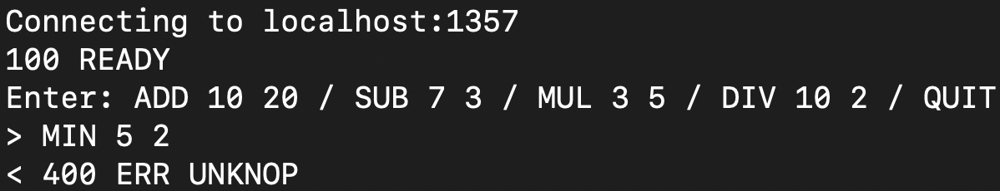 Connecting to localhost:1357
100 READY
Enter: ADD 10 20 / SUB 7 3 / MUL 3 5 / DIV 10 2 / QUIT
> MIN 5 2
< 400 ERR UNKNOP